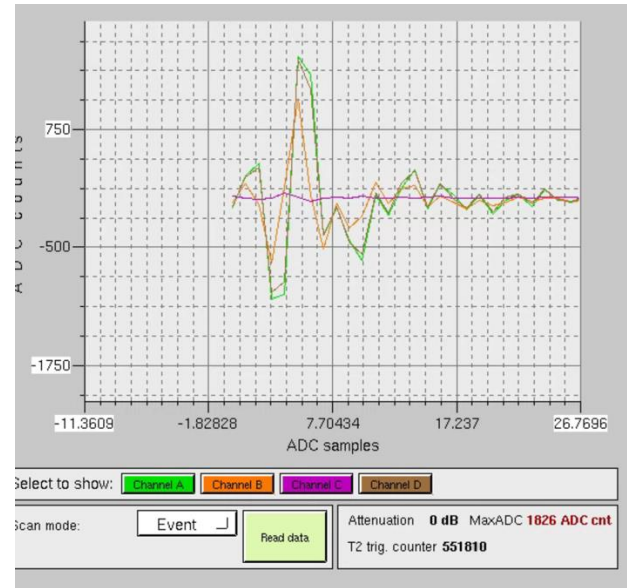 750
-500
-1750
ADC counts
-11.3609 -1.82828 7.70434 17.237 26.7696
ADC samples
Select to show: Channel A Channel B Channel C Channel D
Scan mode: Event Read data
Attenuation 0 dB MaxADC 1826 ADC cnt
T2 trig. counter 551810